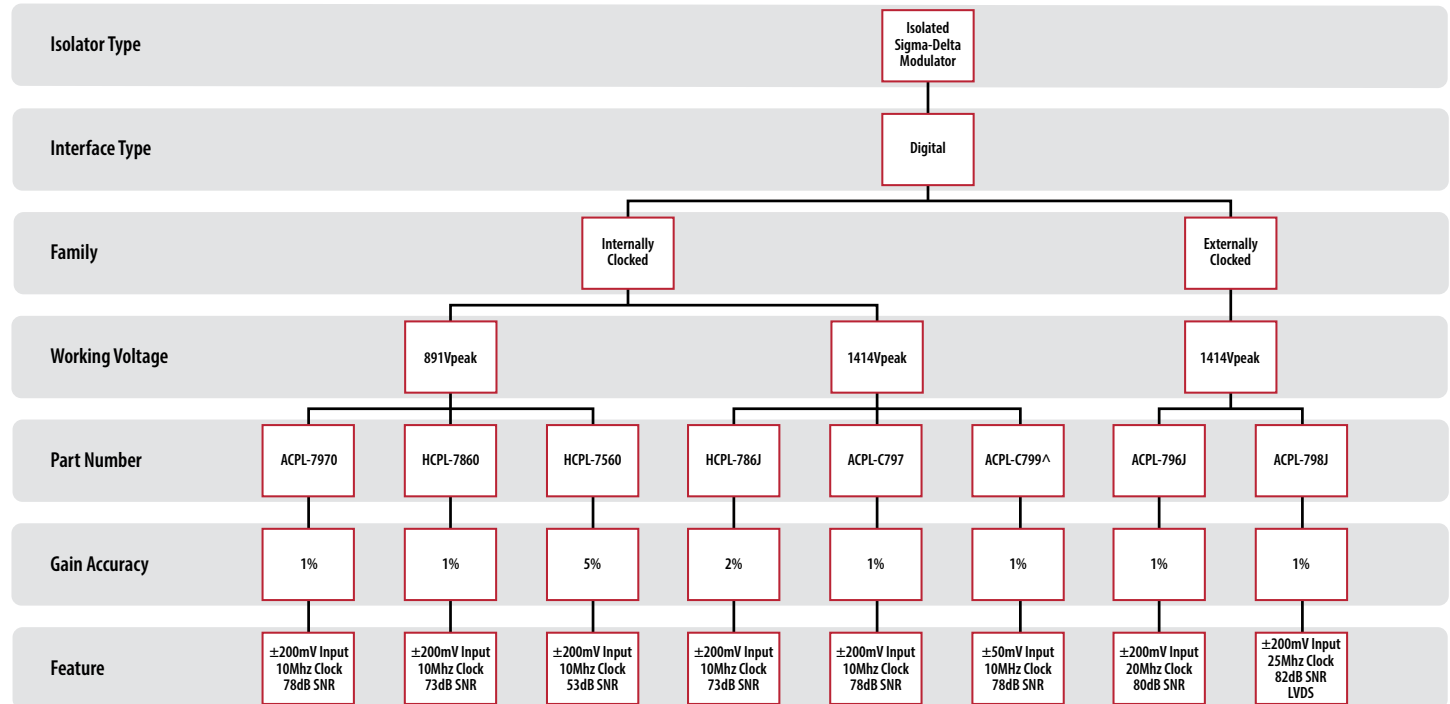 Isolator Type
Isolated
Sigma-Delta
Modulator
Interface Type
Digital
Family
Internally
Clocked
Externally
Clocked
Working Voltage
891Vpeak
1414Vpeak
1414Vpeak
Part Number
ACPL-7970
HCPL-7860
HCPL-7560
HCPL-786J
ACPL-C797
ACPL-C799^
ACPL-796J
ACPL-798J
Gain Accuracy
1%
1%
5%
2%
1%
1%
1%
1%
Feature
±200mV Input
10Mhz Clock
78dB SNR
±200mV Input
10Mhz Clock
73dB SNR
±200mV Input
10Mhz Clock
53dB SNR
±200mV Input
10Mhz Clock
73dB SNR
±200mV Input
10Mhz Clock
78dB SNR
±50mV Input
10MHz Clock
78dB SNR
±200mV Input
20Mhz Clock
80dB SNR
±200mV Input
25Mhz Clock
82dB SNR
LVDS